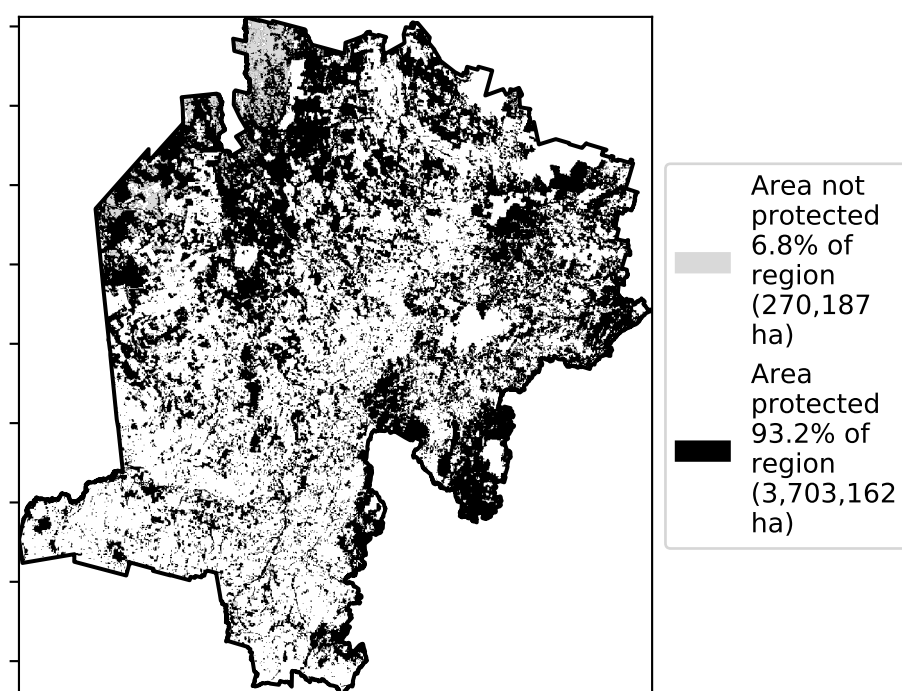 Area not
protected
6.8% of
region
(270,187
ha)
Area
protected
93.2% of
region
(3,703,162
ha)